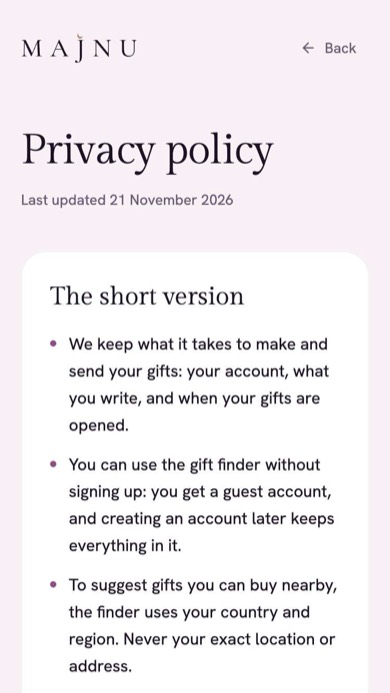 MAJNU
← Back
Privacy policy
Last updated 21 November 2026
The short version
• We keep what it takes to make and
send your gifts: your account, what
you write, and when your gifts are
opened.
• You can use the gift finder without
signing up: you get a guest account,
and creating an account later keeps
everything in it.
• To suggest gifts you can buy nearby,
the finder uses your country and
region. Never your exact location or
address.